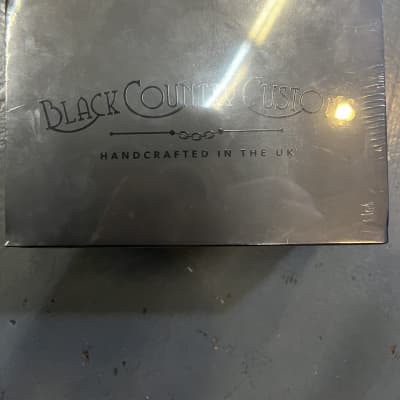 BLACK COUNTRY CUSTOMS
HANDCRAFTED IN THE UK